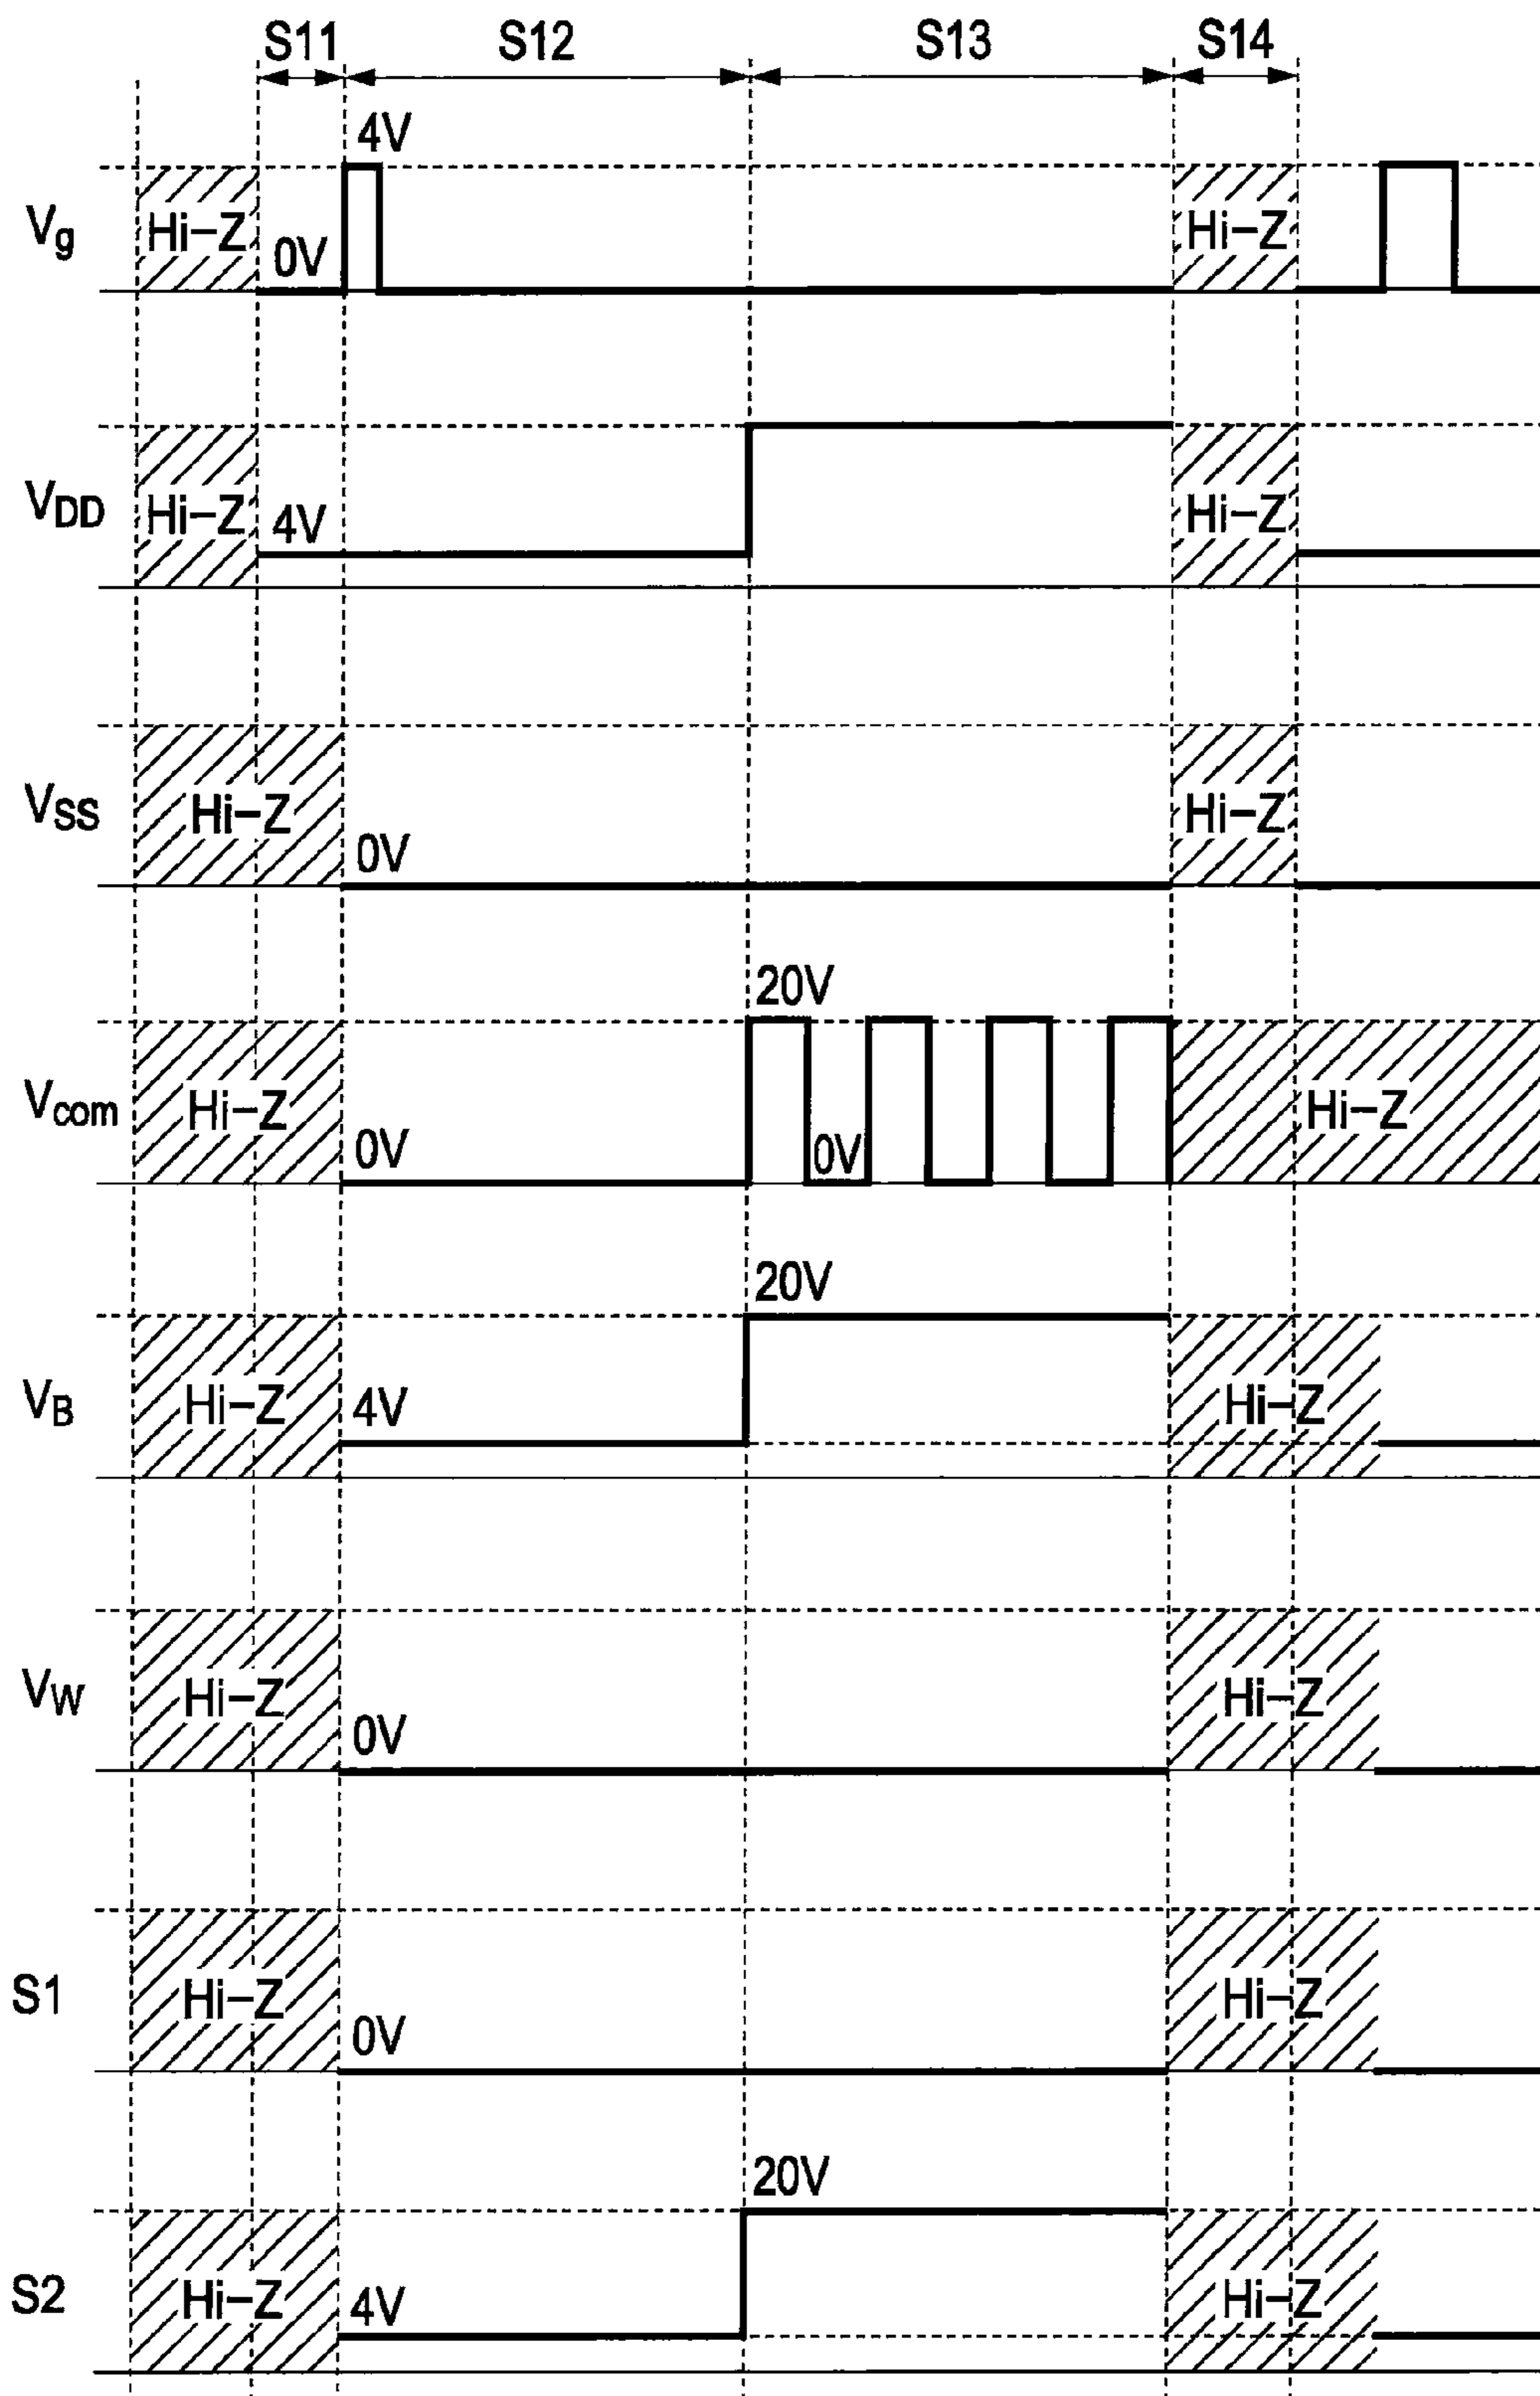 S11 S12 S13 S14
4V
Vg Hi-Z 0V Hi-Z
VDD Hi-Z 4V Hi-Z
VSS Hi-Z 0V Hi-Z
20V
Vcom Hi-Z 0V 0V Hi-Z
20V
VB Hi-Z 4V Hi-Z
VW Hi-Z 0V Hi-Z
S1 Hi-Z 0V Hi-Z
20V
S2 Hi-Z 4V Hi-Z